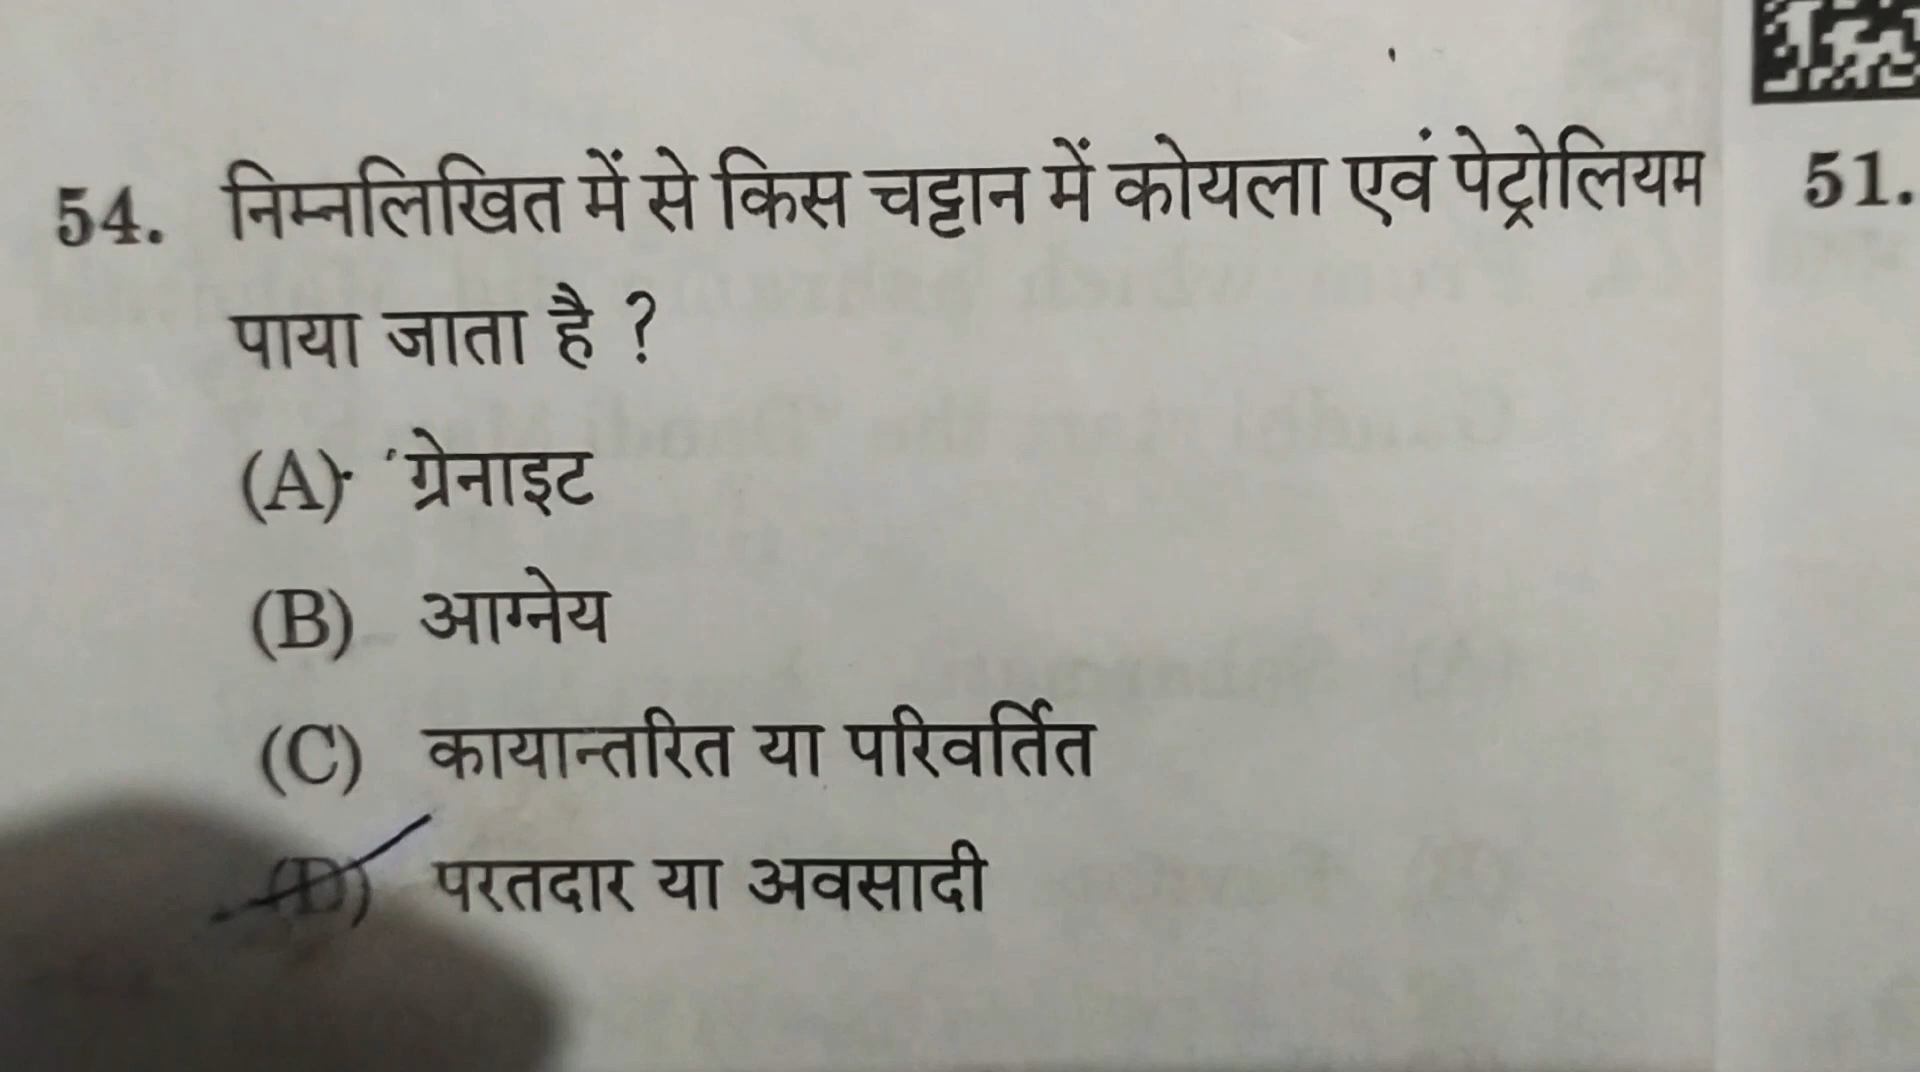 54. निम्नलिखित में से किस चट्टान में कोयला एवं पेट्रोलियम
पाया जाता है ?
(A) ग्रेनाइट
(B) आग्नेय
(C) कायान्तरित या परिवर्तित
(D) परतदार या अवसादी
51.